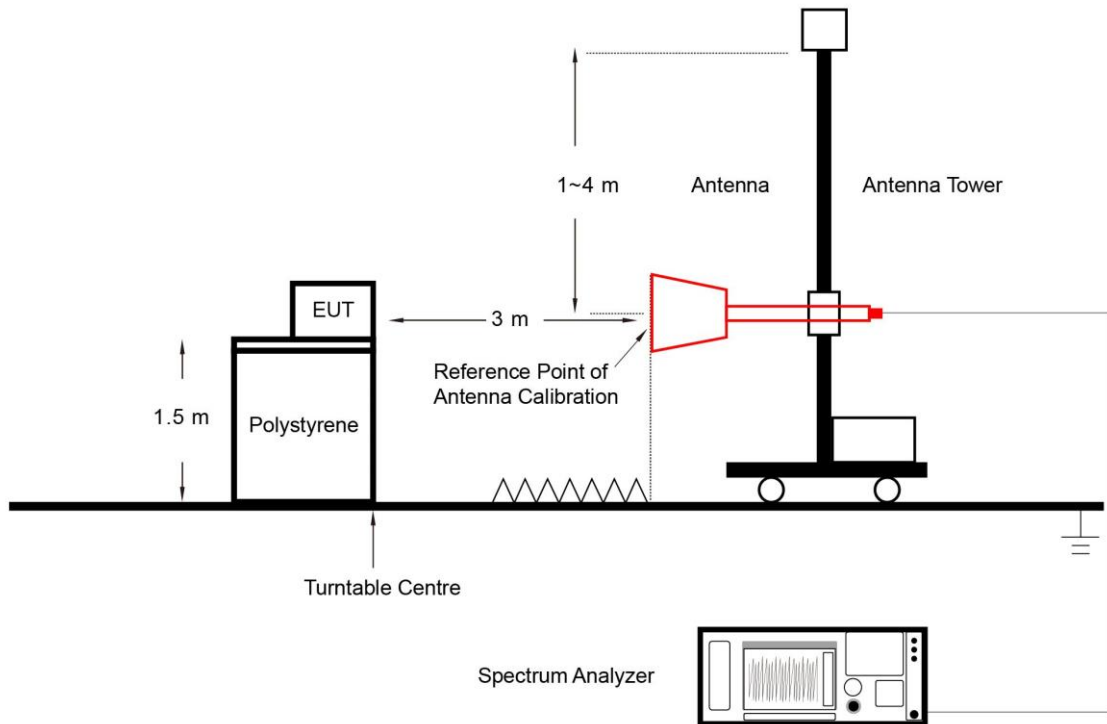 1~4 m
Antenna
Antenna Tower
EUT
3 m
Reference Point of
Antenna Calibration
1.5 m
Polystyrene
Turntable Centre
Spectrum Analyzer